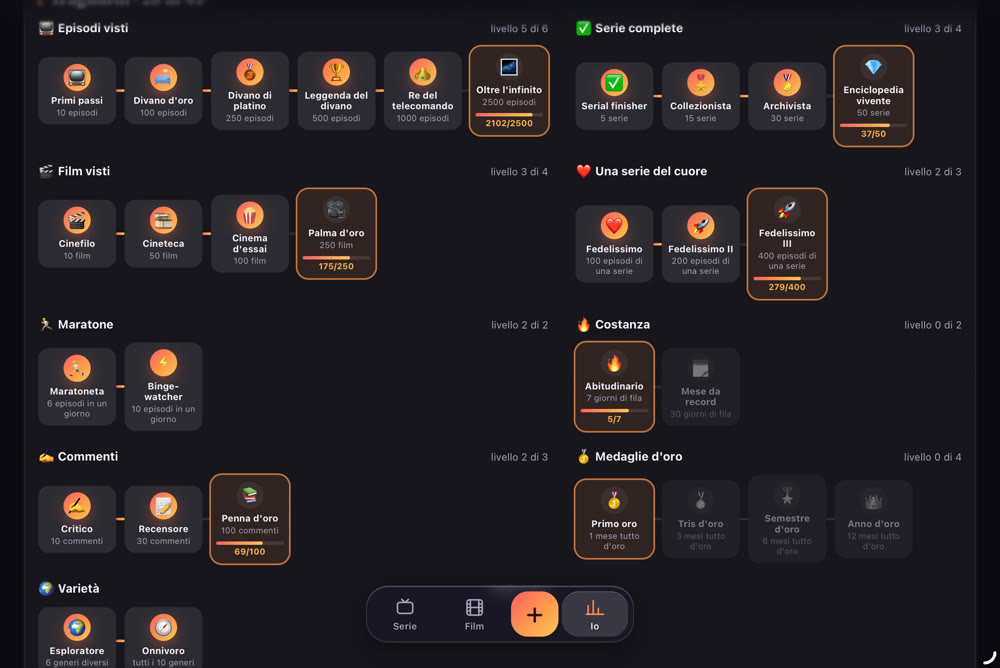 Episodi visti
livello 5 di 6
Primi passi
10 episodi
Divano d'oro
100 episodi
Divano di
platino
250 episodi
Leggenda del
divano
500 episodi
Re del
telecomando
1000 episodi
Oltre l'infinito
2500 episodi
2102/2500
Serie complete
livello 3 di 4
Serial finisher
5 serie
Collezionista
15 serie
Archivista
30 serie
Enciclopedia
vivente
50 serie
37/50
Film visti
livello 3 di 4
Cinefilo
10 film
Cineteca
50 film
Cinema
d'essai
100 film
Palma d'oro
250 film
175/250
Una serie del cuore
livello 2 di 3
Fedelissimo
100 episodi di
una serie
Fedelissimo II
200 episodi di
una serie
Fedelissimo
III
400 episodi di
una serie
279/400
Maratone
livello 2 di 2
Maratoneta
6 episodi in un
giorno
Binge-
watcher
10 episodi in un
giorno
Costanza
livello 0 di 2
Abitudinario
7 giorni di fila
5/7
Mese da
record
30 giorni di fila
Commenti
livello 2 di 3
Critico
10 commenti
Recensore
30 commenti
Penna d'oro
100 commenti
69/100
Medaglie d'oro
livello 0 di 4
Primo oro
1 mese tutto
d'oro
Tris d'oro
3 mesi tutto
d'oro
Semestre
d'oro
6 mesi tutto
d'oro
Anno d'oro
12 mesi tutto
d'oro
Varietà
Esploratore
6 generi diversi
Onnivoro
tutti i 10 generi
Serie
Film
+
Io